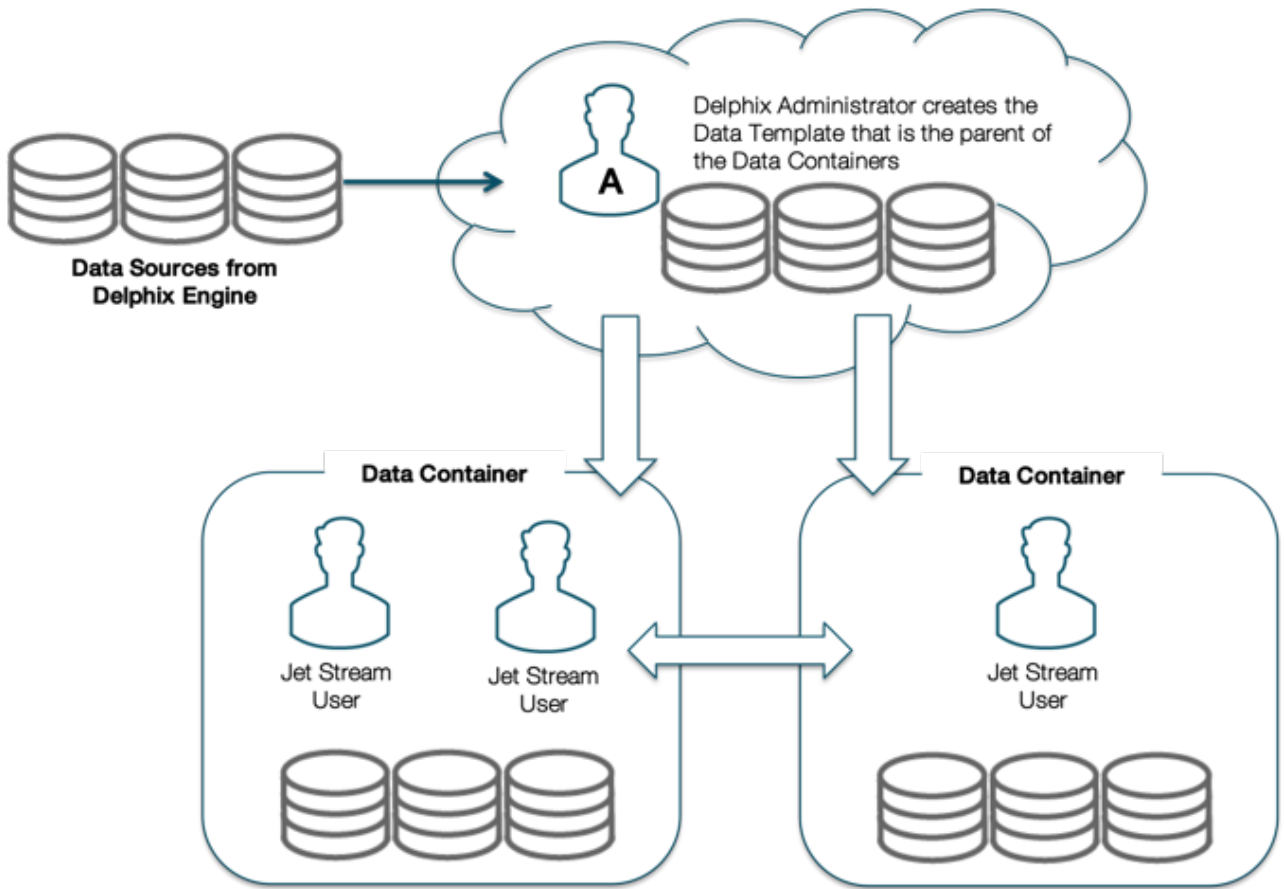 Delphix Administrator creates the
Data Template that is the parent of
the Data Containers
A
Data Sources from
Delphix Engine
Data Container
Jet Stream
User
Jet Stream
User
Data Container
Jet Stream
User